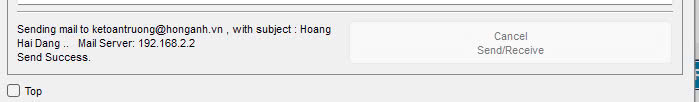 Sending mail to ketoantruong@honganh.vn , with subject : Hoang
Hai Dang .. Mail Server: 192.168.2.2
Send Success.
Cancel
Send/Receive
Top